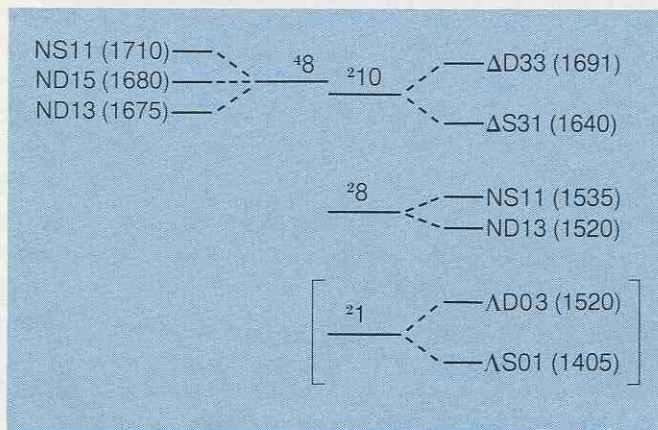 NS11 (1710)
ND15 (1680)
ND13 (1675)
⁴8
²10
ΔD33 (1691)
ΔS31 (1640)
²8
NS11 (1535)
ND13 (1520)
²1
ΛD03 (1520)
ΛS01 (1405)